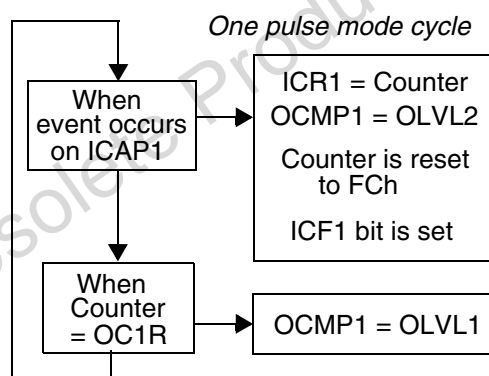 One pulse mode cycle
When
event occurs
on ICAP1
ICR1 = Counter
OCMP1 = OLVL2
Counter is reset
to FCh
ICF1 bit is set
When
Counter
= OC1R
OCMP1 = OLVL1